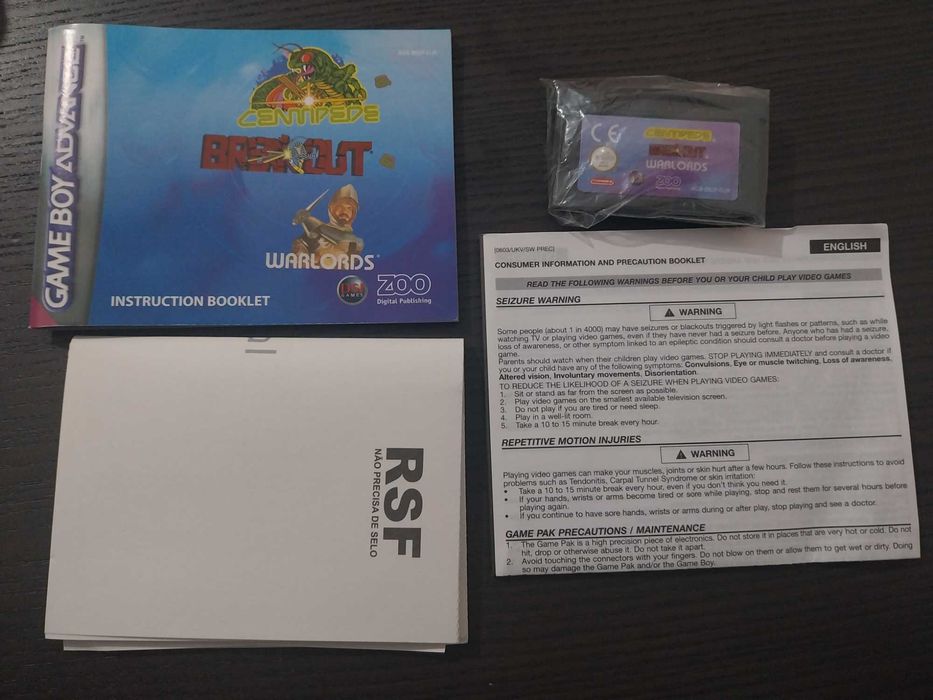 GAME BOY ADVANCE
CENTIPEDE
BREAKOUT
WARLORDS
INSTRUCTION BOOKLET
DSI
GAMES
ZOO
Digital Publishing
CE
CENTIPEDE
BREAKOUT
WARLORDS
Nintendo
ZOO
Digital Publishing
RSF
NÃO PRECISA DE SELO
[0603/UKV/SW PREC]
ENGLISH
CONSUMER INFORMATION AND PRECAUTION BOOKLET
READ THE FOLLOWING WARNINGS BEFORE YOU OR YOUR CHILD PLAY VIDEO GAMES
SEIZURE WARNING
WARNING
Some people (about 1 in 4000) may have seizures or blackouts triggered by light flashes or patterns, such as while
watching TV or playing video games, even if they have never had a seizure before. Anyone who has had a seizure,
loss of awareness, or other symptom linked to an epileptic condition should consult a doctor before playing a video
game.
Parents should watch when their children play video games. STOP PLAYING IMMEDIATELY and consult a doctor if
you or your child have any of the following symptoms: Convulsions, Eye or muscle twitching, Loss of awareness,
Altered vision, Involuntary movements, Disorientation.
TO REDUCE THE LIKELIHOOD OF A SEIZURE WHEN PLAYING VIDEO GAMES:
1. Sit or stand as far from the screen as possible.
2. Play video games on the smallest available television screen.
3. Do not play if you are tired or need sleep.
4. Play in a well-lit room.
5. Take a 10 to 15 minute break every hour.
REPETITIVE MOTION INJURIES
WARNING
Playing video games can make your muscles, joints or skin hurt after a few hours. Follow these instructions to avoid
problems such as Tendonitis, Carpal Tunnel Syndrome or skin irritation:
• Take a 10 to 15 minute break every hour, even if you don't think you need it.
• If your hands, wrists or arms become tired or sore while playing, stop and rest them for several hours before
playing again.
• If you continue to have sore hands, wrists or arms during or after play, stop playing and see a doctor.
GAME PAK PRECAUTIONS / MAINTENANCE
1. The Game Pak is a high precision piece of electronics. Do not store it in places that are very hot or cold. Do not
hit, drop or otherwise abuse it. Do not take it apart.
2. Avoid touching the connectors with your fingers. Do not blow on them or allow them to get wet or dirty. Doing
so may damage the Game Pak and/or the Game Boy.